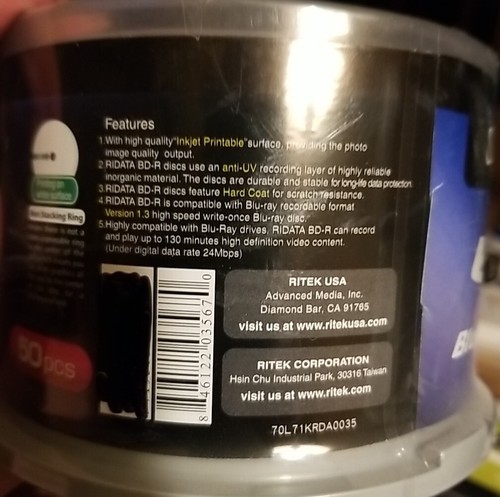 Features
1.With high quality"Inkjet Printable"surface, providing the photo
image quality output.
2.RIDATA BD-R discs use an anti-UV recording layer of highly reliable
inorganic material. The discs are durable and stable for long-life data protection.
3.RIDATA BD-R discs feature Hard Coat for scratch resistance.
4.RIDATA BD-R is compatible with Blu-ray recordable format
Version 1.3 high speed write-once Blu-ray disc.
5.Highly compatible with Blu-Ray drives, RIDATA BD-R can record
and play up to 130 minutes high definition video content.
(Under digital data rate 24Mbps)
Stacking Ring
50 pcs
8 46122 03567 0
RITEK USA
Advanced Media, Inc.
Diamond Bar, CA 91765
visit us at www.ritekusa.com
RITEK CORPORATION
Hsin Chu Industrial Park, 30316 Taiwan
visit us at www.ritek.com
70L71KRDA0035